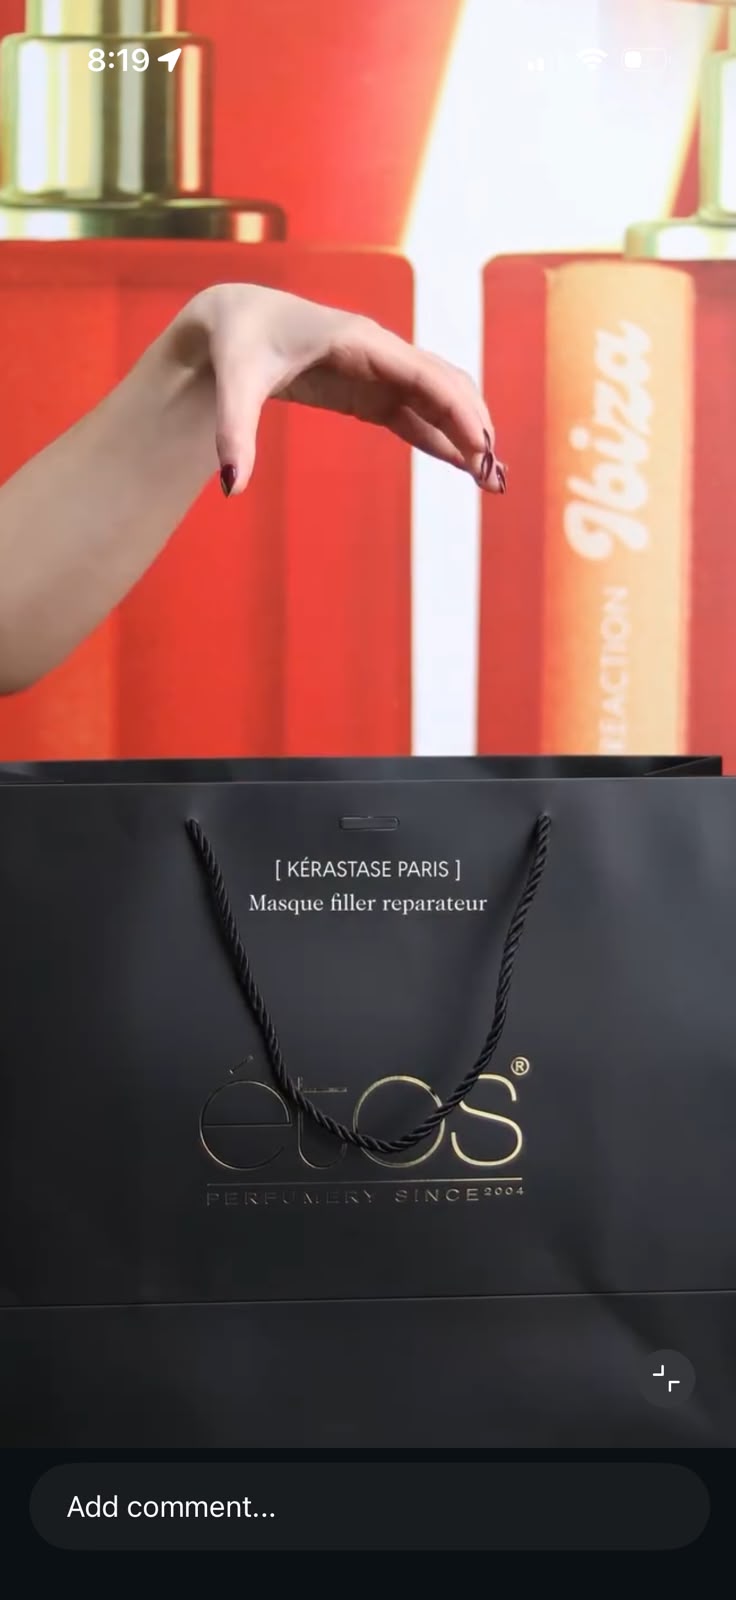 8:19
Ibiza
REACTION
[ KÉRASTASE PARIS ]
Masque filler reparateur
étos®
PERFUMERY SINCE 2004
Add comment...